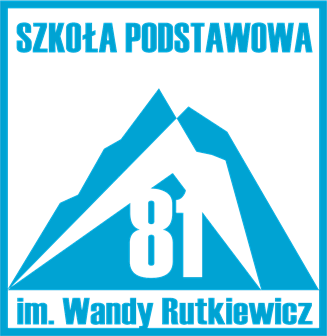 SZKOŁA PODSTAWOWA
81
im. Wandy Rutkiewicz